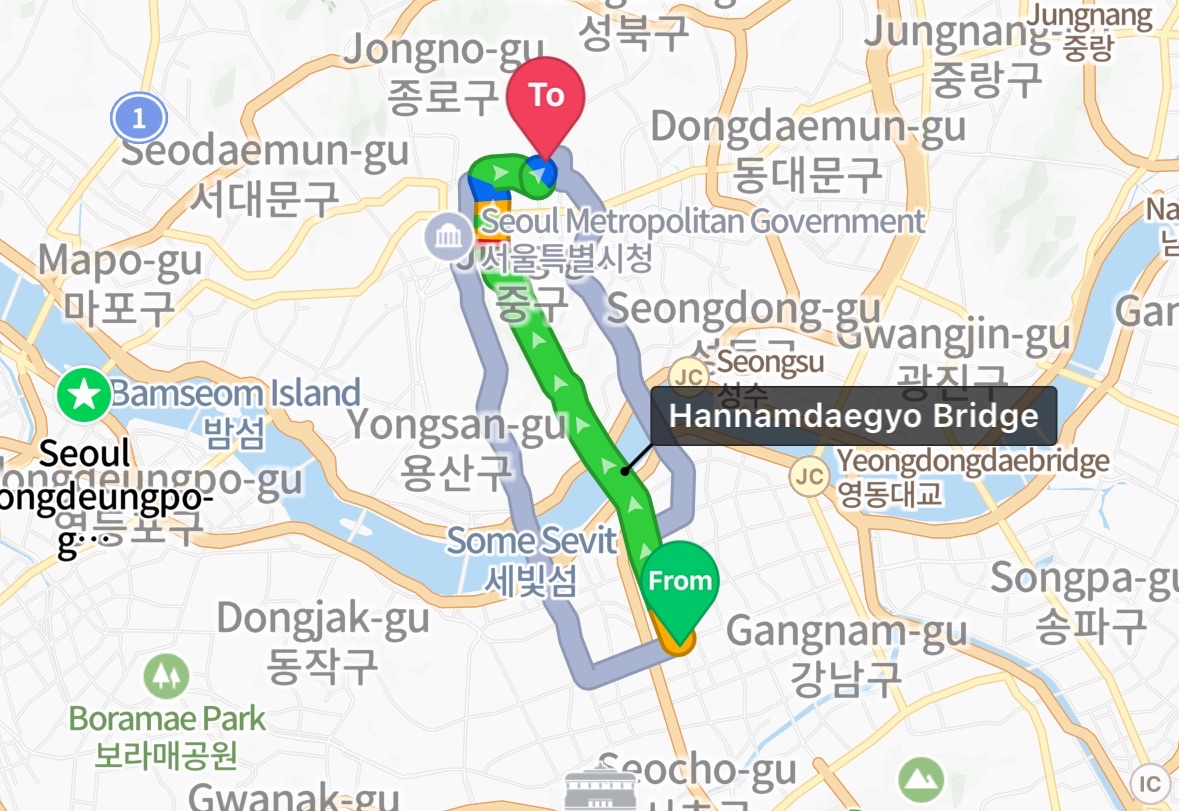 Jungnang
중랑
Jongno-gu
종로구
성북구
Jungnang-
중랑구
To
1
Seodaemun-gu
서대문구
Dongdaemun-gu
동대문구
Seoul Metropolitan Government
서울특별시청
중구
Mapo-gu
마포구
Seongdong-gu
Gwangjin-gu
광진구
JC
Seongsu
성수
Bamseom Island
밤섬
Yongsan-gu
용산구
Hannamdaegyo Bridge
Seoul
ongdeungpo-
g…
영등포구
JC
Yeongdongdaebridge
영동대교
Some Sevit
세빛섬
From
Songpa-gu
송파구
Dongjak-gu
동작구
Gangnam-gu
강남구
Boramae Park
보라매공원
Seocho-gu
Gwanak-gu
IC